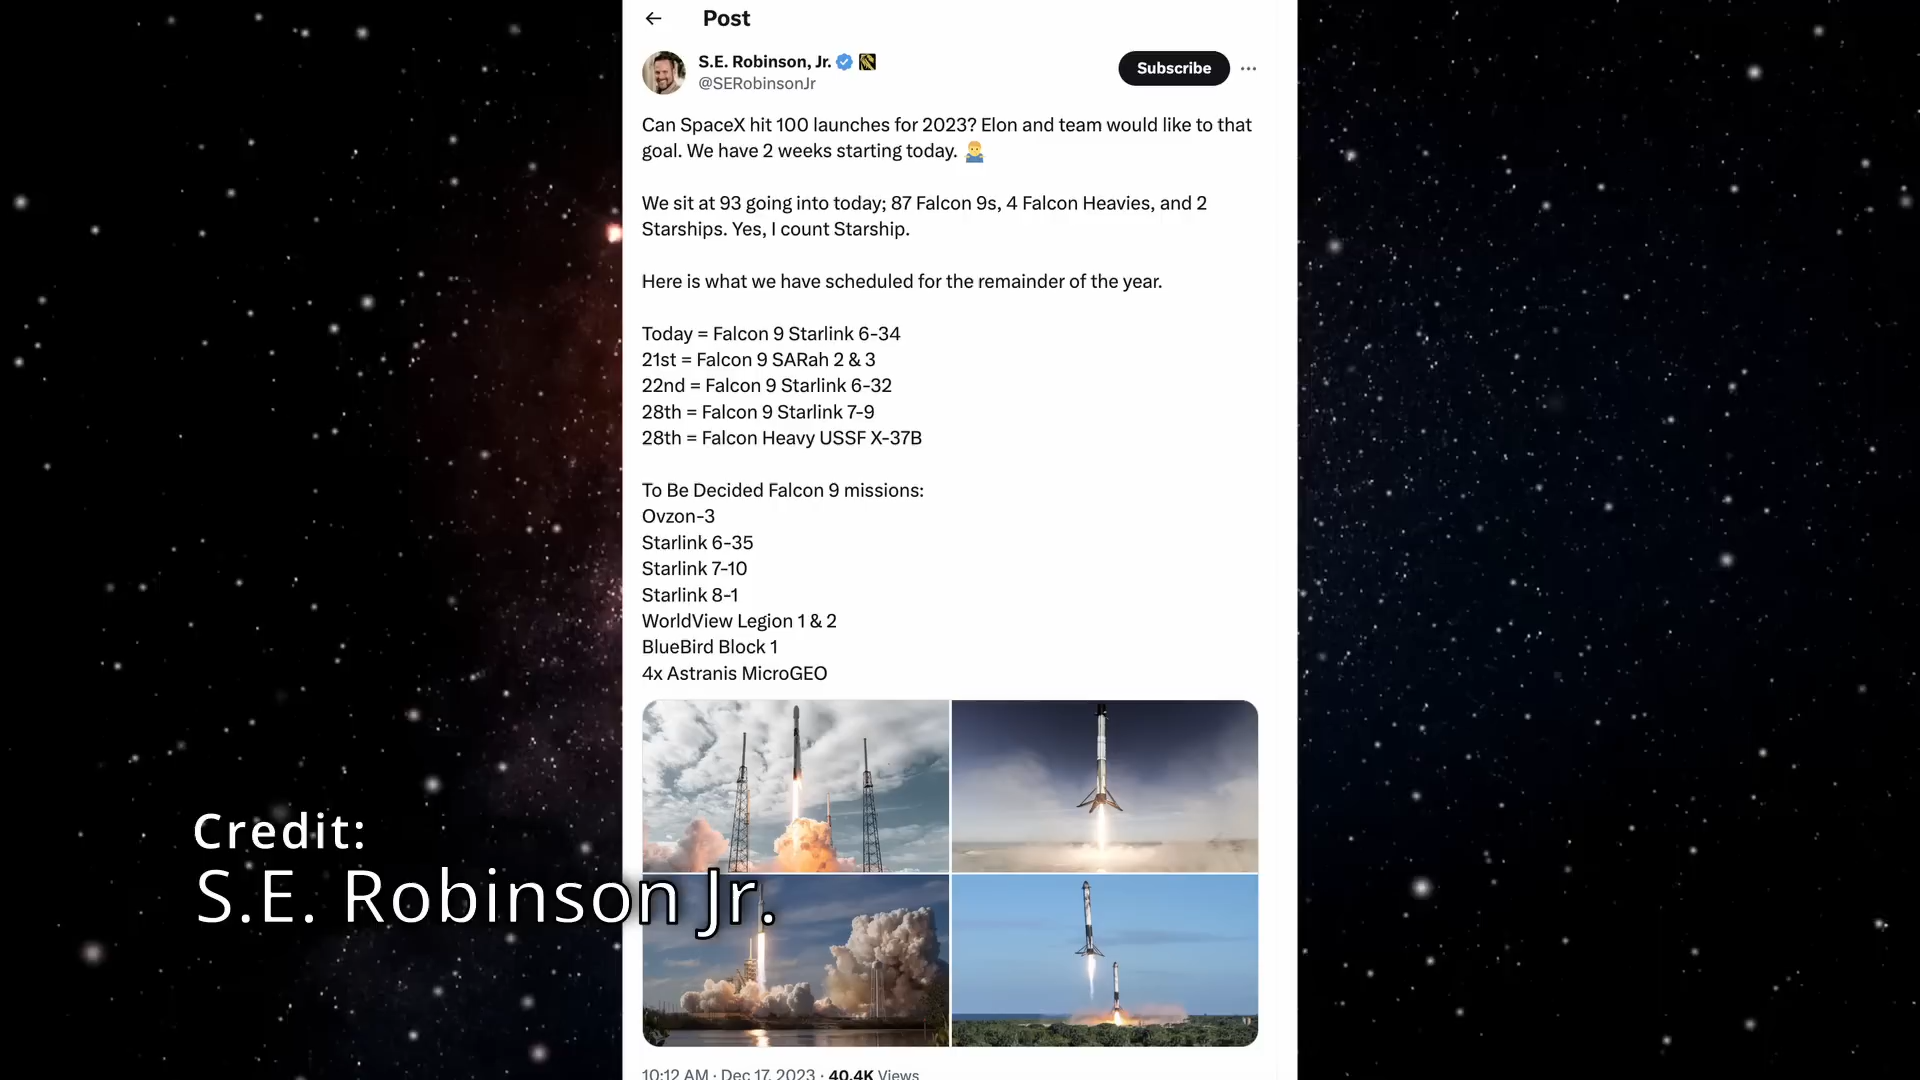 Post
S.E. Robinson, Jr.
@SERobinsonJr
Subscribe
Can SpaceX hit 100 launches for 2023? Elon and team would like to that
goal. We have 2 weeks starting today.
We sit at 93 going into today; 87 Falcon 9s, 4 Falcon Heavies, and 2
Starships. Yes, I count Starship.
Here is what we have scheduled for the remainder of the year.
Today = Falcon 9 Starlink 6-34
21st = Falcon 9 SARah 2 & 3
22nd = Falcon 9 Starlink 6-32
28th = Falcon 9 Starlink 7-9
28th = Falcon Heavy USSF X-37B
To Be Decided Falcon 9 missions:
Ovzon-3
Starlink 6-35
Starlink 7-10
Starlink 8-1
WorldView Legion 1 & 2
BlueBird Block 1
4x Astranis MicroGEO
Credit:
S.E. Robinson Jr.
10:12 AM · Dec 17, 2023 · 40.4K Views